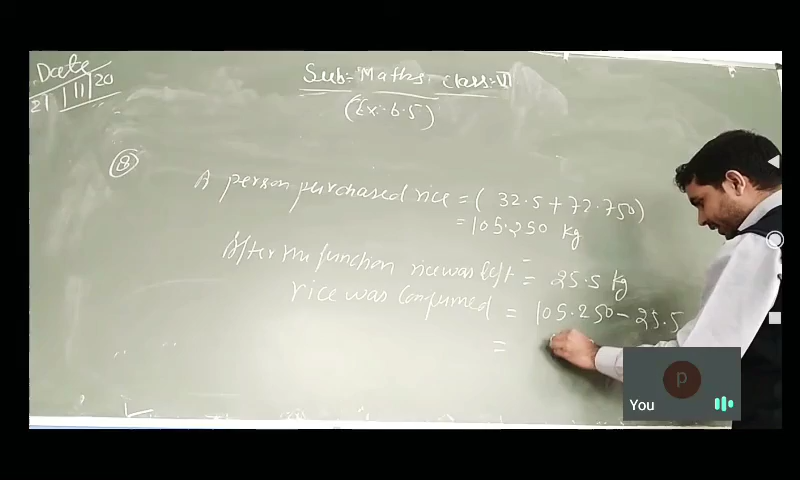 Date
21/11/20
Sub:- Maths, Class:- VI
(Ex:- 6.5)
8
A person purchased rice = ( 32.5 + 72.750)
= 105.250 Kg
After the function rice was left = 25.5 Kg
rice was Confumed = 105.250 - 25.5
=
P
You